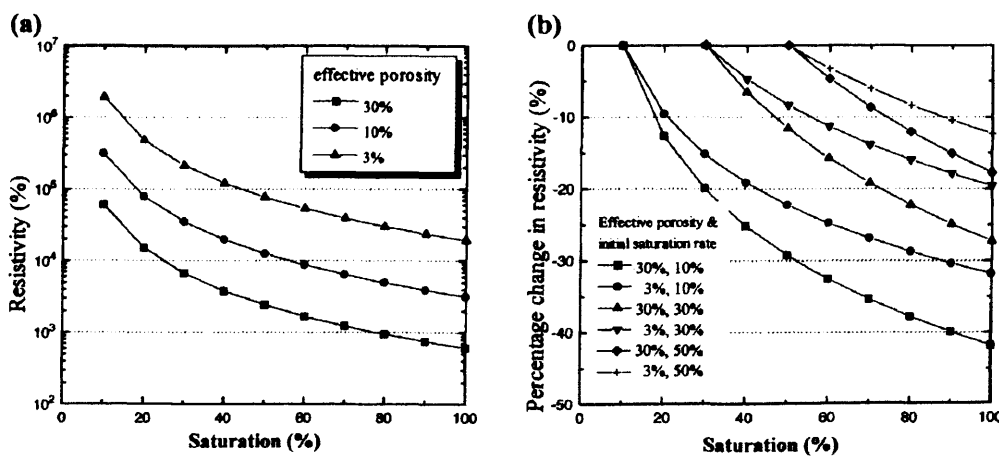 (a)
10⁷
10⁶
10⁵
10⁴
10³
10²
Resistivity (%)
effective porosity
30%
10%
3%
0 20 40 60 80 100
Saturation (%)
(b)
0
-10
-20
-30
-40
-50
Percentage change in resistivity (%)
Effective porosity &
initial saturation rate
30%, 10%
3%, 10%
30%, 30%
3%, 30%
30%, 50%
3%, 50%
0 20 40 60 80 100
Saturation (%)